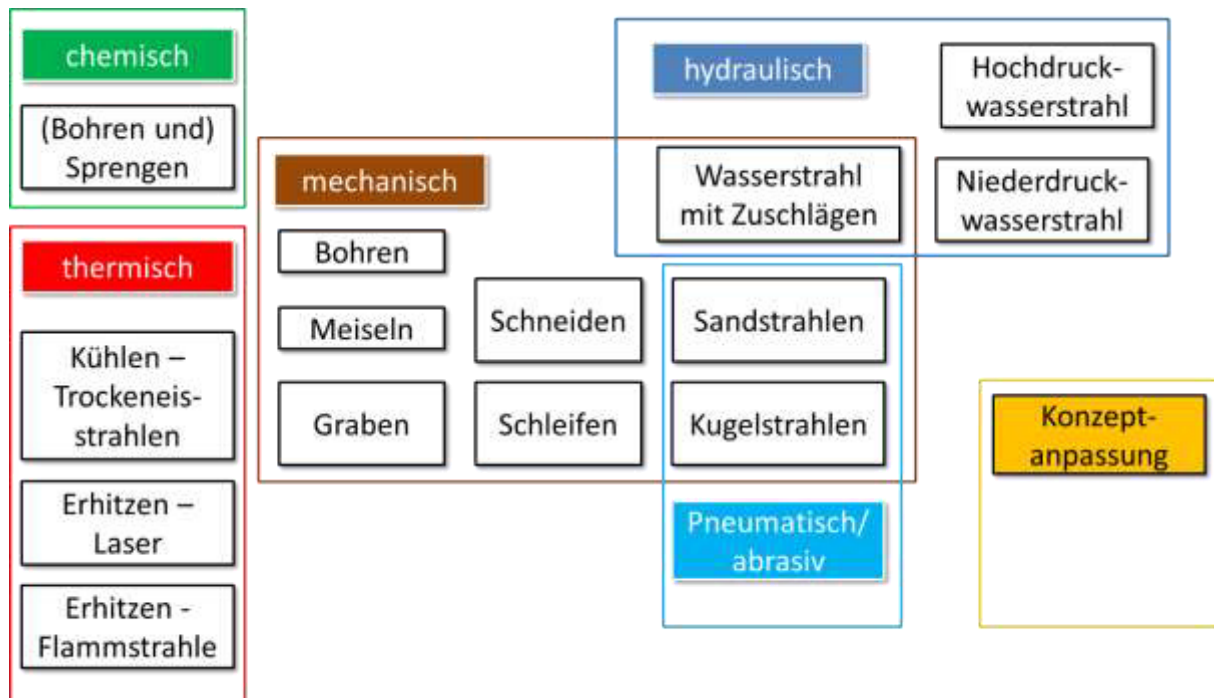 chemisch
(Bohren und)
Sprengen
thermisch
Kühlen –
Trockeneis-
strahlen
Erhitzen –
Laser
Erhitzen -
Flammstrahle
mechanisch
Bohren
Meiseln
Graben
Schneiden
Schleifen
hydraulisch
Hochdruck-
wasserstrahl
Wasserstrahl
mit Zuschlägen
Niederdruck-
wasserstrahl
Sandstrahlen
Kugelstrahlen
Pneumatisch/
abrasiv
Konzept-
anpassung